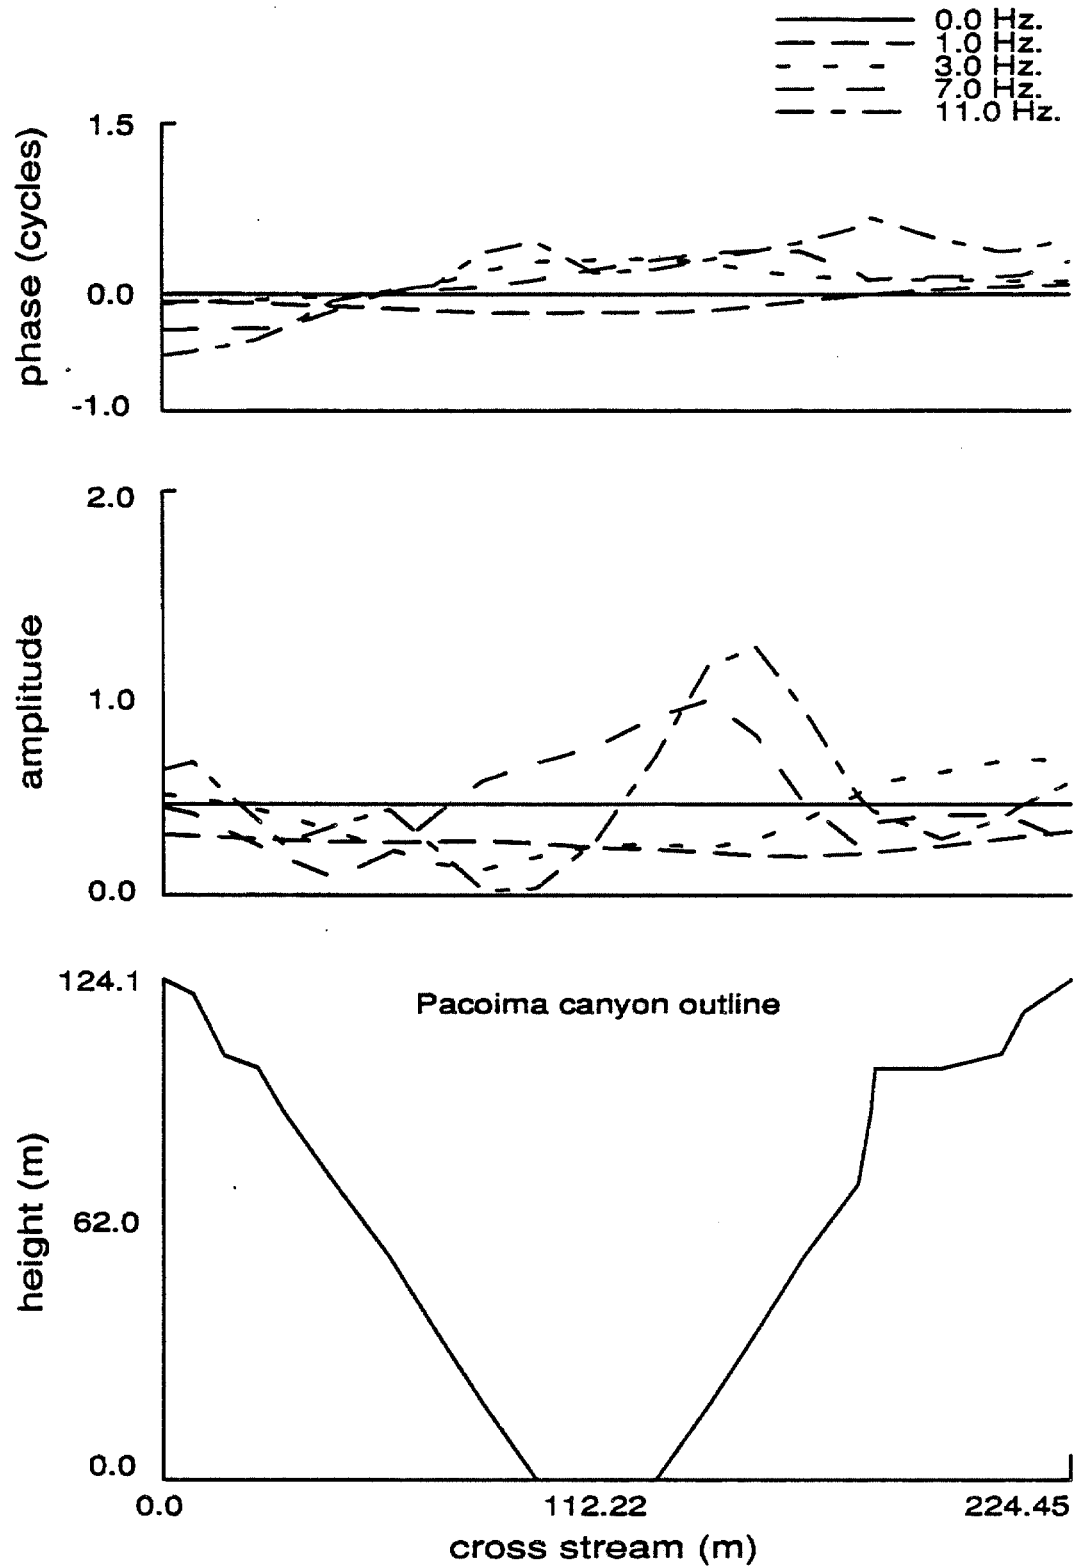 0.0 Hz.
1.0 Hz.
3.0 Hz.
7.0 Hz.
11.0 Hz.
1.5
0.0
-1.0
phase (cycles)
2.0
1.0
0.0
amplitude
124.1
62.0
0.0
height (m)
Pacoima canyon outline
0.0
112.22
224.45
cross stream (m)